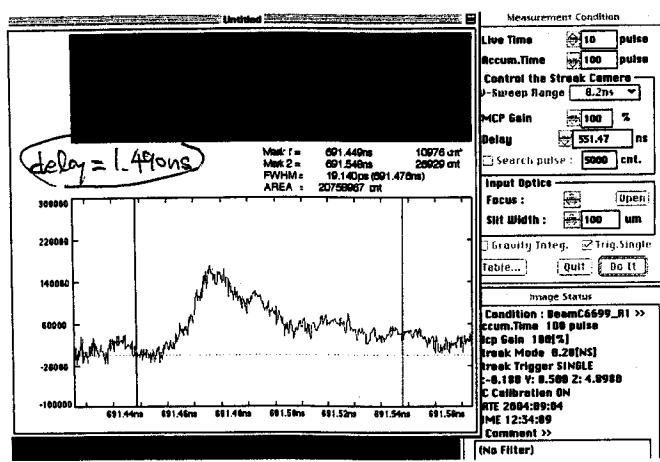 Untitled
delay = 1.490ns
Mark 1 = 691.449ns 10976 cnt
Mark 2 = 691.548ns 26929 cnt
FWHM = 19.140ps (691.476ns)
AREA : 20758967 cnt
300000
220000
140000
60000
-20000
-100000
691.44ns 691.46ns 691.48ns 691.50ns 691.52ns 691.54ns 691.56ns
Measurement Condition
Live Time 10 pulse
Accum.Time 100 pulse
Control the Streak Camera
-Sweep Range 0.2ns
MCP Gain 100 %
Delay 551.47 ns
Search pulse : 5000 cnt.
Input Optics
Focus : Open
Slit Width : 100 um
Gravity Integ. Trig.Single
Table... Quit Do It
Image Status
Condition : BeamC6699_R1 >>
ccum.Time 100 pulse
cp Gain 100[%]
treak Mode 0.20[NS]
treak Trigger SINGLE
:-0.100 Y: 0.500 Z: 4.0900
C Calibration ON
ATE 2004:09:04
IME 12:34:09
Comment >>
(No Filter)